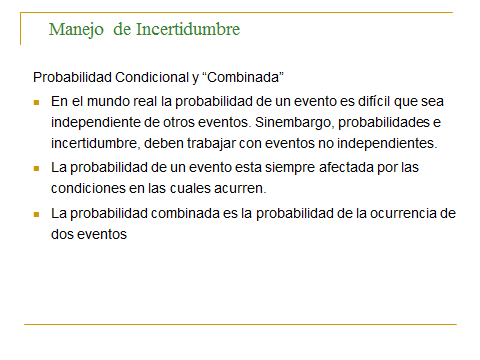 Manejo de Incertidumbre
Probabilidad Condicional y “Combinada”
En el mundo real la probabilidad de un evento es difícil que sea
independiente de otros eventos. Sinembargo, probabilidades e
incertidumbre, deben trabajar con eventos no independientes.
La probabilidad de un evento esta siempre afectada por las
condiciones en las cuales acurren.
La probabilidad combinada es la probabilidad de la ocurrencia de
dos eventos